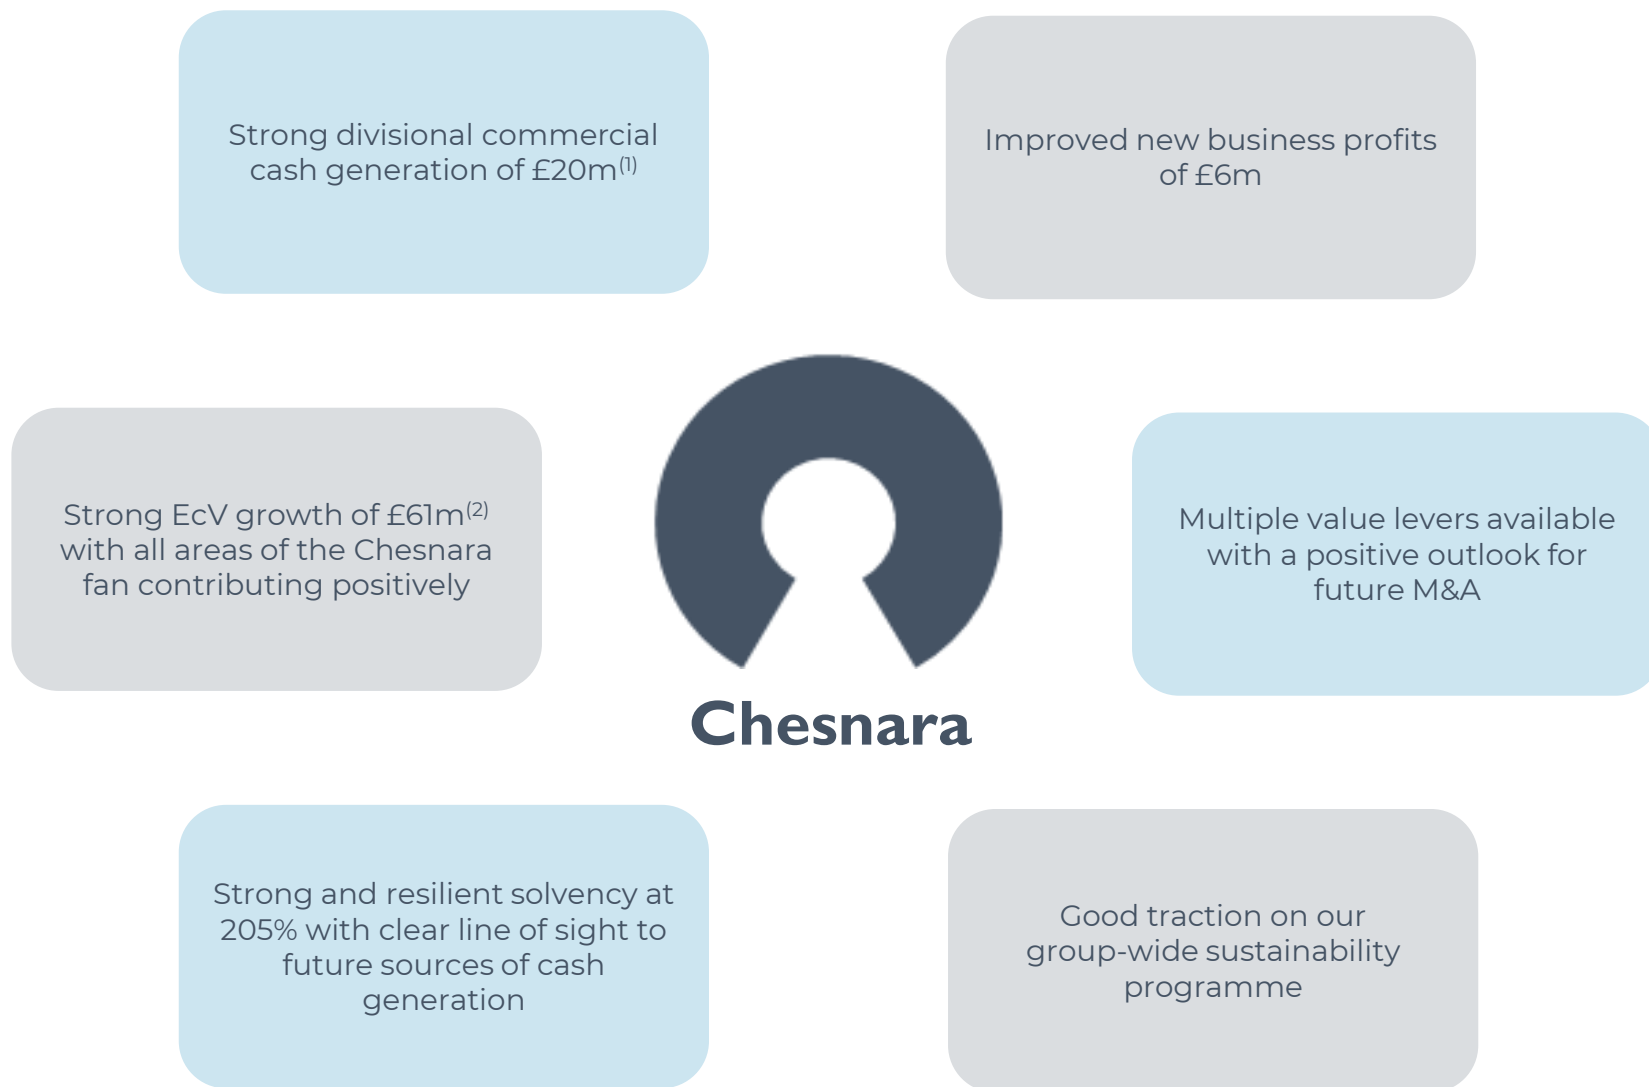 Strong divisional commercial
cash generation of £20m(1)
Improved new business profits
of £6m
Strong EcV growth of £61m(2)
with all areas of the Chesnara
fan contributing positively
Multiple value levers available
with a positive outlook for
future M&A
Chesnara
Strong and resilient solvency at
205% with clear line of sight to
future sources of cash
generation
Good traction on our
group-wide sustainability
programme